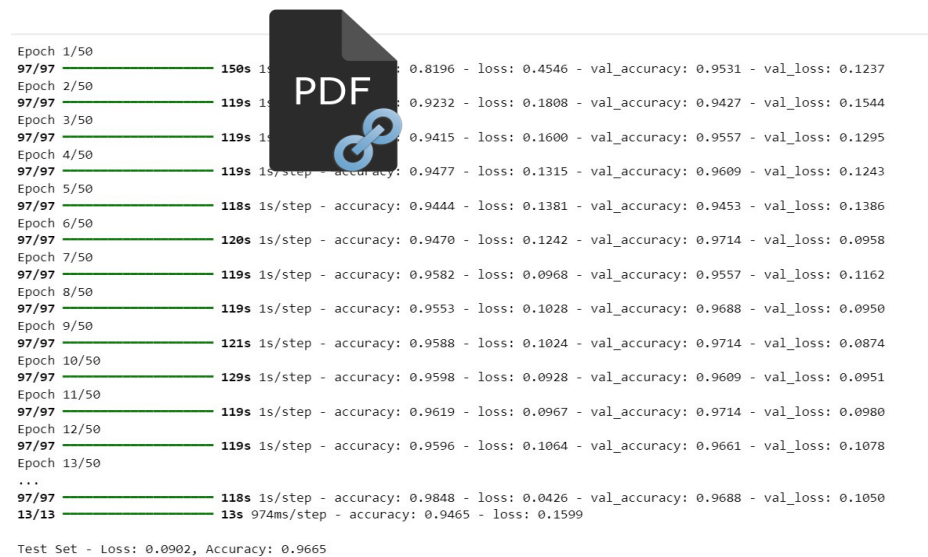 Epoch 1/50
97/97 150s 1s : 0.8196 - loss: 0.4546 - val_accuracy: 0.9531 - val_loss: 0.1237
Epoch 2/50
97/97 119s 1s : 0.9232 - loss: 0.1808 - val_accuracy: 0.9427 - val_loss: 0.1544
Epoch 3/50
97/97 119s 1s : 0.9415 - loss: 0.1600 - val_accuracy: 0.9557 - val_loss: 0.1295
Epoch 4/50
97/97 119s 1s/step - accuracy: 0.9477 - loss: 0.1315 - val_accuracy: 0.9609 - val_loss: 0.1243
Epoch 5/50
97/97 118s 1s/step - accuracy: 0.9444 - loss: 0.1381 - val_accuracy: 0.9453 - val_loss: 0.1386
Epoch 6/50
97/97 120s 1s/step - accuracy: 0.9470 - loss: 0.1242 - val_accuracy: 0.9714 - val_loss: 0.0958
Epoch 7/50
97/97 119s 1s/step - accuracy: 0.9582 - loss: 0.0968 - val_accuracy: 0.9557 - val_loss: 0.1162
Epoch 8/50
97/97 119s 1s/step - accuracy: 0.9553 - loss: 0.1028 - val_accuracy: 0.9688 - val_loss: 0.0950
Epoch 9/50
97/97 121s 1s/step - accuracy: 0.9588 - loss: 0.1024 - val_accuracy: 0.9714 - val_loss: 0.0874
Epoch 10/50
97/97 129s 1s/step - accuracy: 0.9598 - loss: 0.0928 - val_accuracy: 0.9609 - val_loss: 0.0951
Epoch 11/50
97/97 119s 1s/step - accuracy: 0.9619 - loss: 0.0967 - val_accuracy: 0.9714 - val_loss: 0.0980
Epoch 12/50
97/97 119s 1s/step - accuracy: 0.9596 - loss: 0.1064 - val_accuracy: 0.9661 - val_loss: 0.1078
Epoch 13/50
...
97/97 118s 1s/step - accuracy: 0.9848 - loss: 0.0426 - val_accuracy: 0.9688 - val_loss: 0.1050
13/13 13s 974ms/step - accuracy: 0.9465 - loss: 0.1599
Test Set - Loss: 0.0902, Accuracy: 0.9665
PDF